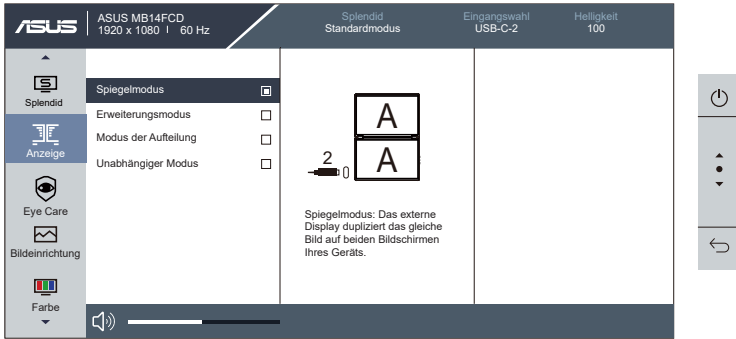 ASUS
ASUS MB14FCD
1920 x 1080 I 60 Hz
Splendid
Standardmodus
Eingangswahl
USB-C-2
Helligkeit
100
Splendid
Anzeige
Eye Care
Bildeinrichtung
Farbe
Spiegelmodus
Erweiterungsmodus
Modus der Aufteilung
Unabhängiger Modus
A
A
2
Spiegelmodus: Das externe
Display dupliziert das gleiche
Bild auf beiden Bildschirmen
Ihres Geräts.